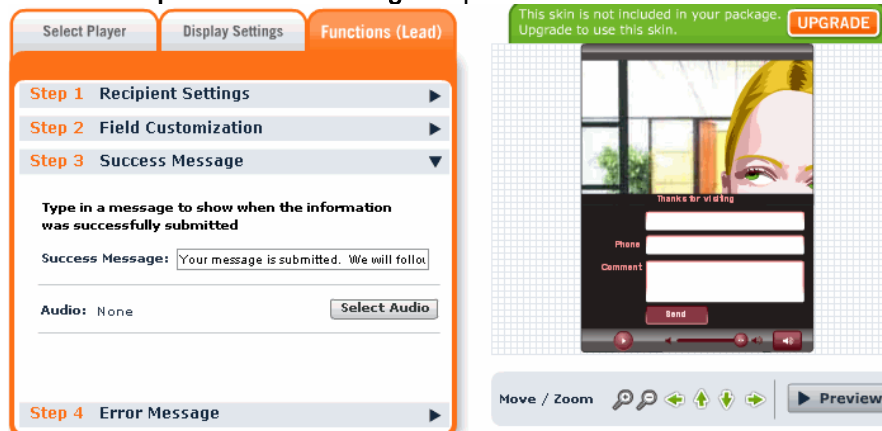 Select Player
Display Settings
Functions (Lead)
Step 1 Recipient Settings
Step 2 Field Customization
Step 3 Success Message
Type in a message to show when the information
was successfully submitted
Success Message: Your message is submitted. We will follow
Audio: None
Select Audio
Step 4 Error Message
This skin is not included in your package.
Upgrade to use this skin.
UPGRADE
Thanks for visiting
Phone
Comment
Send
Move / Zoom
Preview